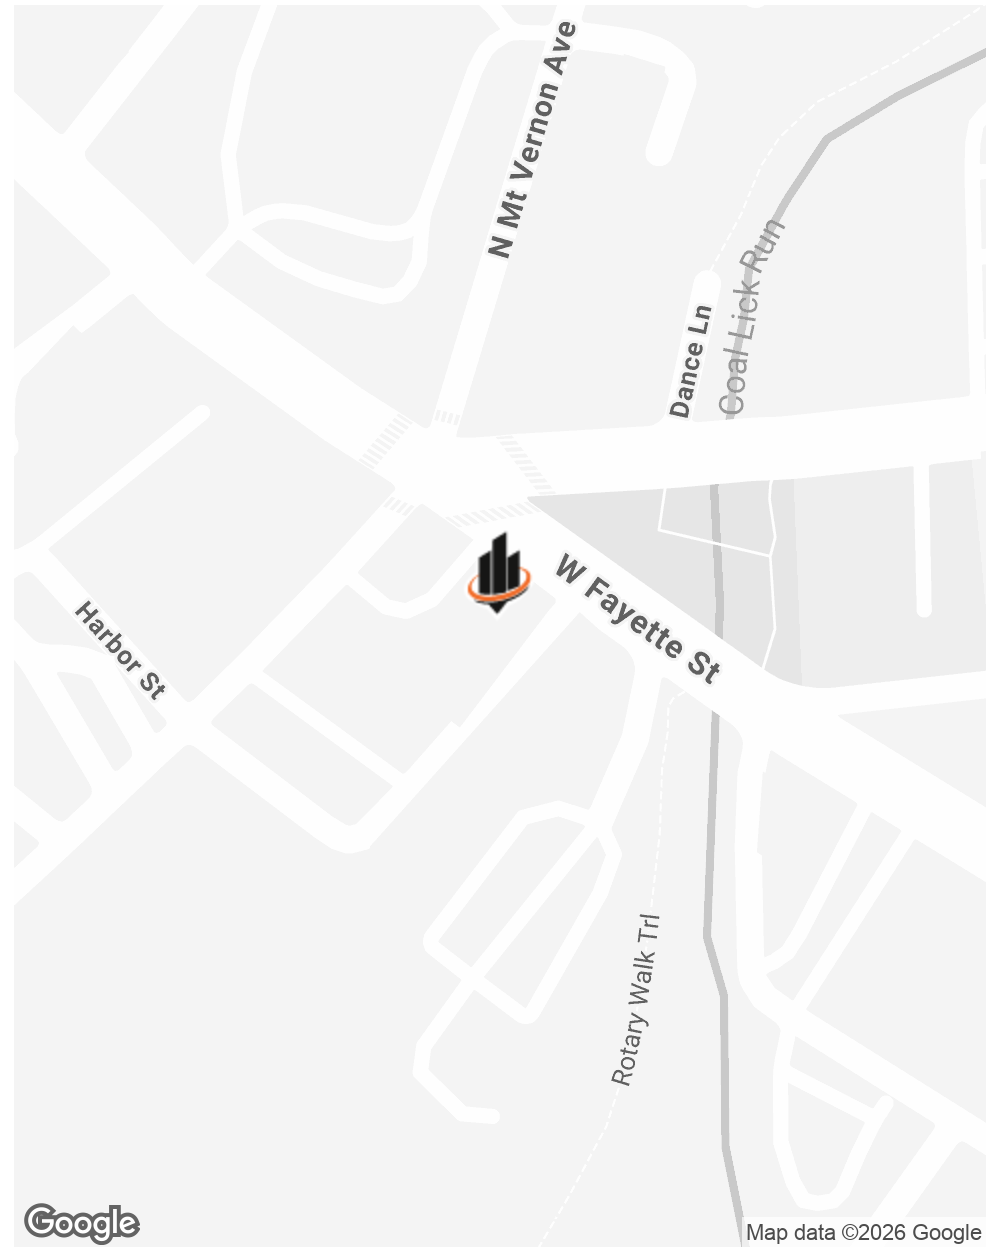 N Mt Vernon Ave
Coal Lick Run
Dance Ln
W Fayette St
Harbor St
Rotary Walk Trl
Google
Map data ©2026 Google